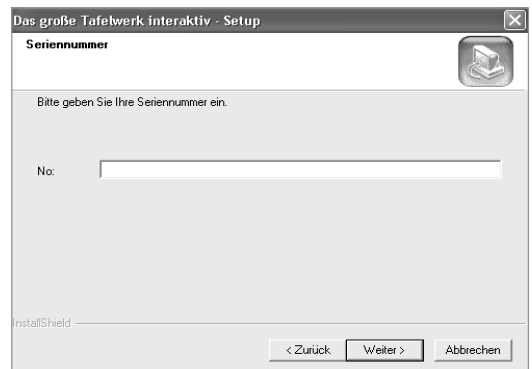 Das große Tafelwerk interaktiv - Setup
Seriennummer
Bitte geben Sie Ihre Seriennummer ein.
No:
InstallShield
< Zurück Weiter > Abbrechen